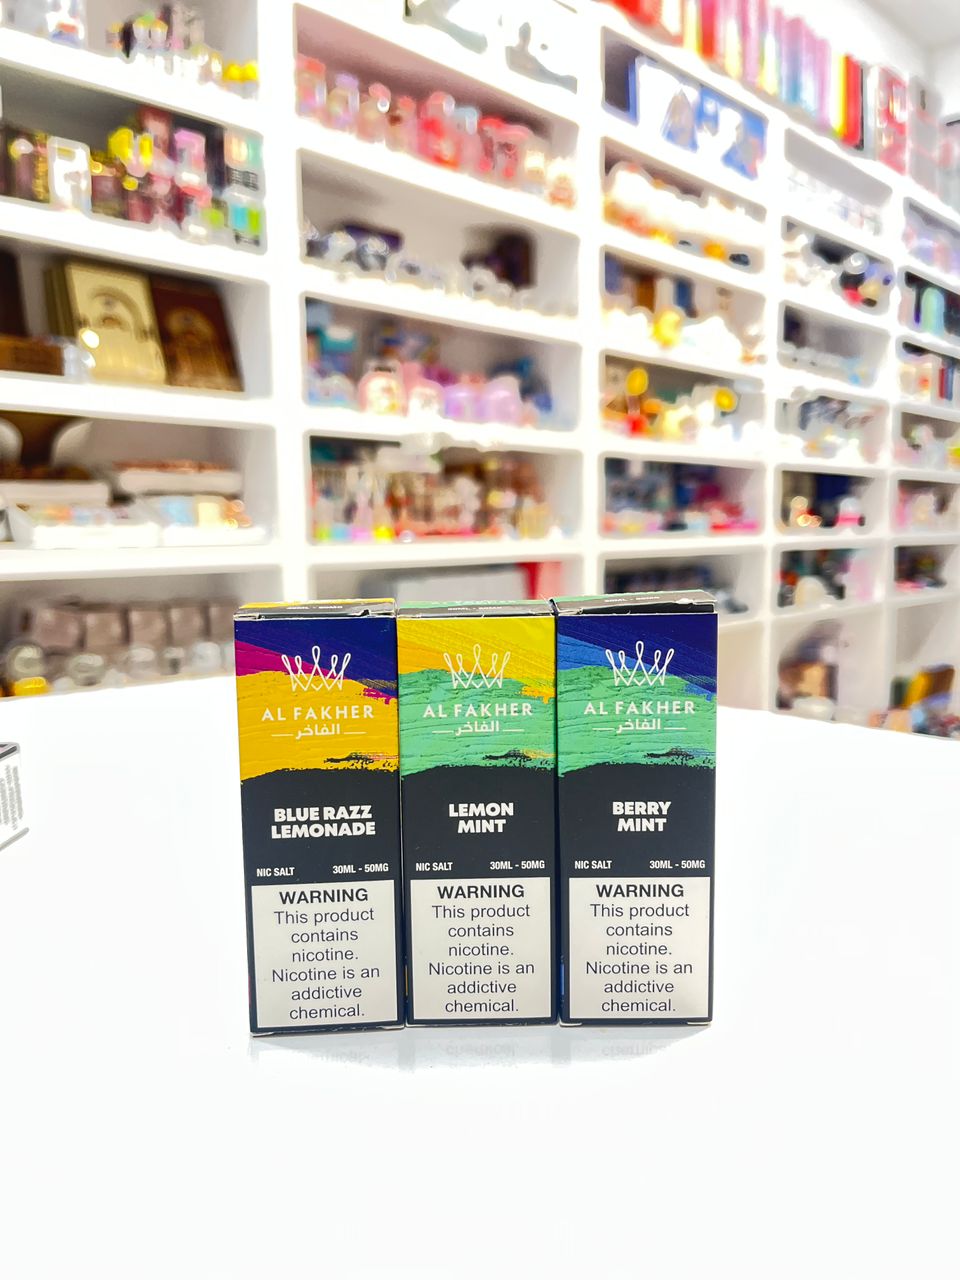 AL FAKHER
الفاخر
BLUE RAZZ
LEMONADE
NIC SALT 30ML - 50MG
WARNING
This product
contains
nicotine.
Nicotine is an
addictive
chemical.
AL FAKHER
الفاخر
LEMON
MINT
NIC SALT 30ML - 50MG
WARNING
This product
contains
nicotine.
Nicotine is an
addictive
chemical.
AL FAKHER
الفاخر
BERRY
MINT
NIC SALT 30ML - 50MG
WARNING
This product
contains
nicotine.
Nicotine is an
addictive
chemical.